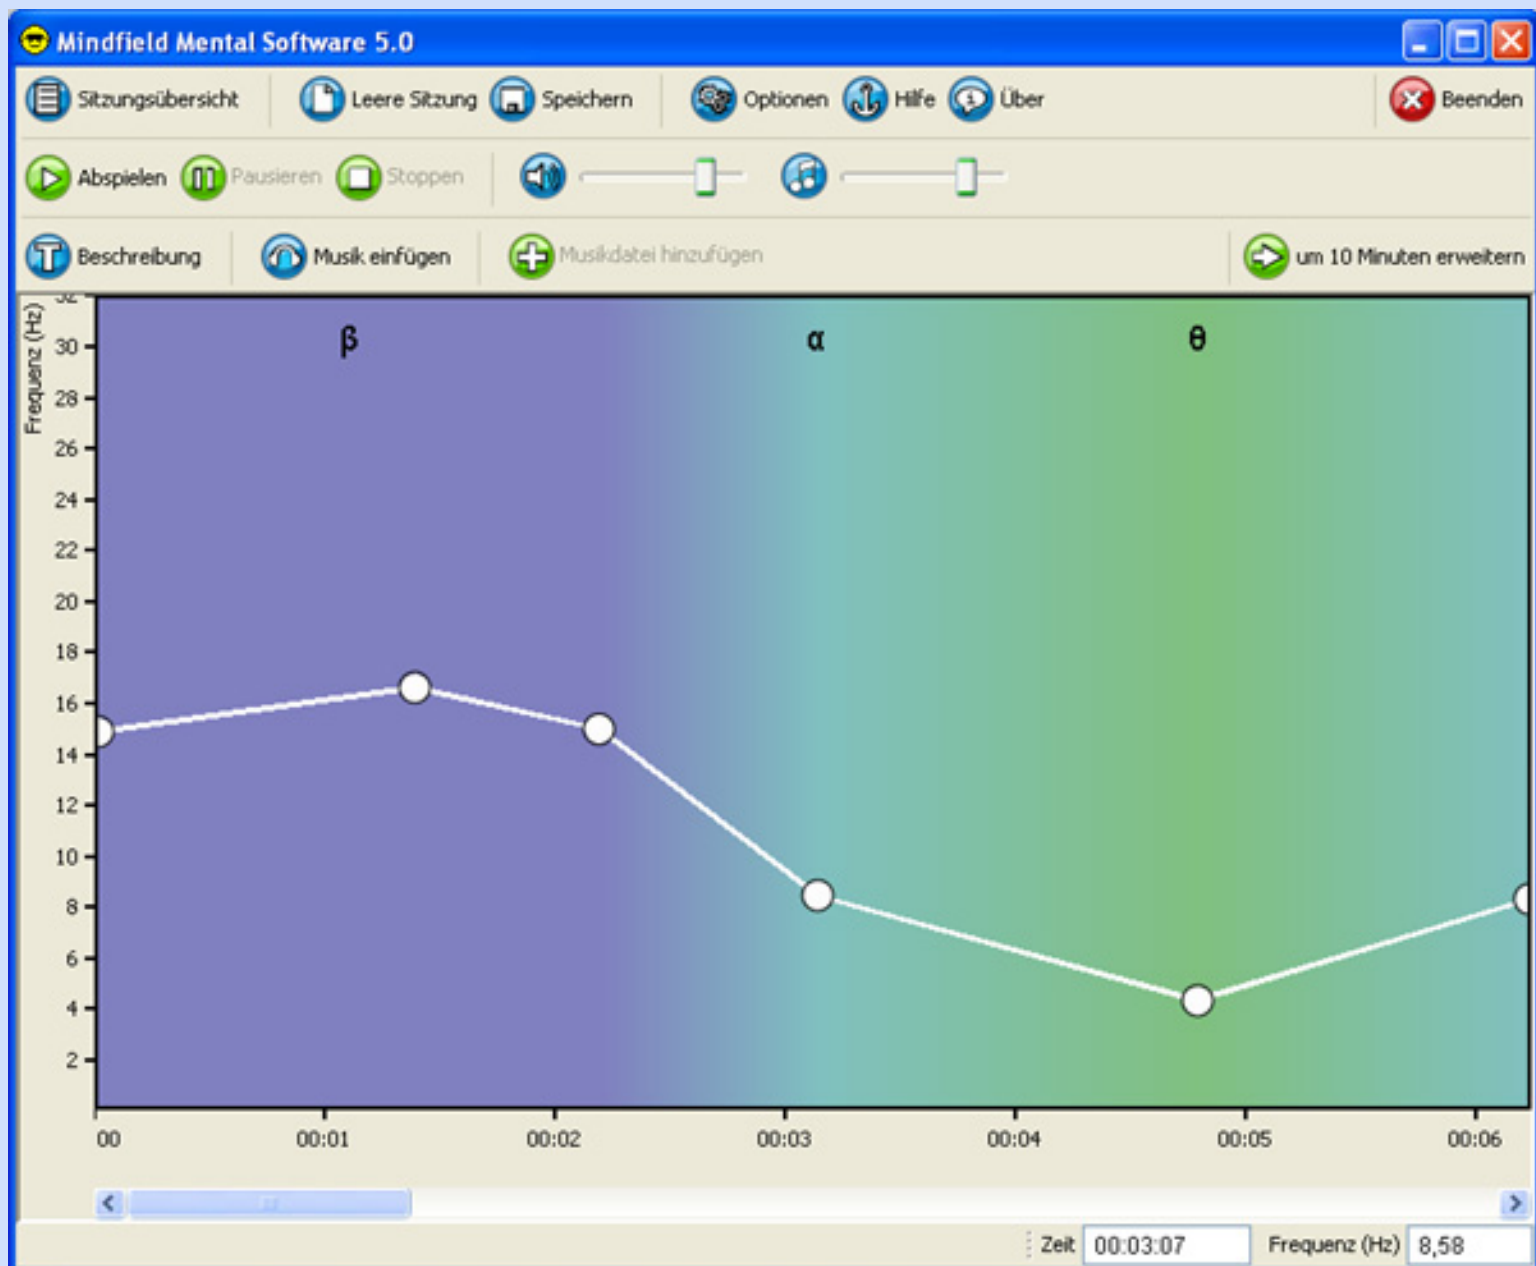 Mindfield Mental Software 5.0
Sitzungsübersicht Leere Sitzung Speichern Optionen Hilfe Über Beenden
Abspielen Pausieren Stoppen
Beschreibung Musik einfügen Musikdatei hinzufügen um 10 Minuten erweitern
Frequenz (Hz)
β α θ
32
30
28
26
24
22
20
18
16
14
12
10
8
6
4
2
00 00:01 00:02 00:03 00:04 00:05 00:06
Zeit 00:03:07 Frequenz (Hz) 8,58